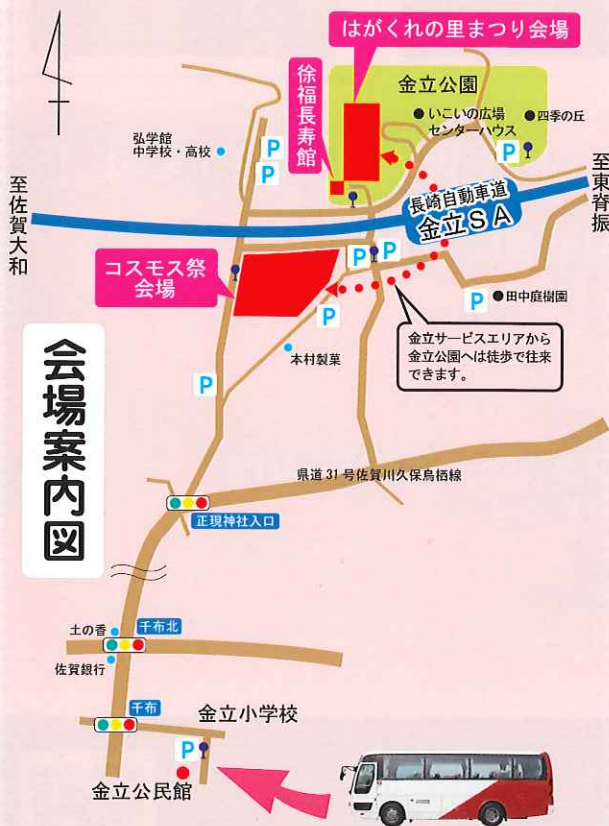 はがくれの里まつり会場
金立公園
徐福長寿館
いこいの広場
センターハウス
四季の丘
弘学館
中学校・高校
P
P
P
至佐賀大和
至東脊振
長崎自動車道
金立SA
コスモス祭
会場
P
P
P
P
田中庭樹園
金立サービスエリアから
金立公園へは徒歩で往来
できます。
本村製菓
P
会場案内図
県道31号佐賀川久保鳥栖線
正現神社入口
土の香
千布北
佐賀銀行
千布
金立小学校
P
金立公民館